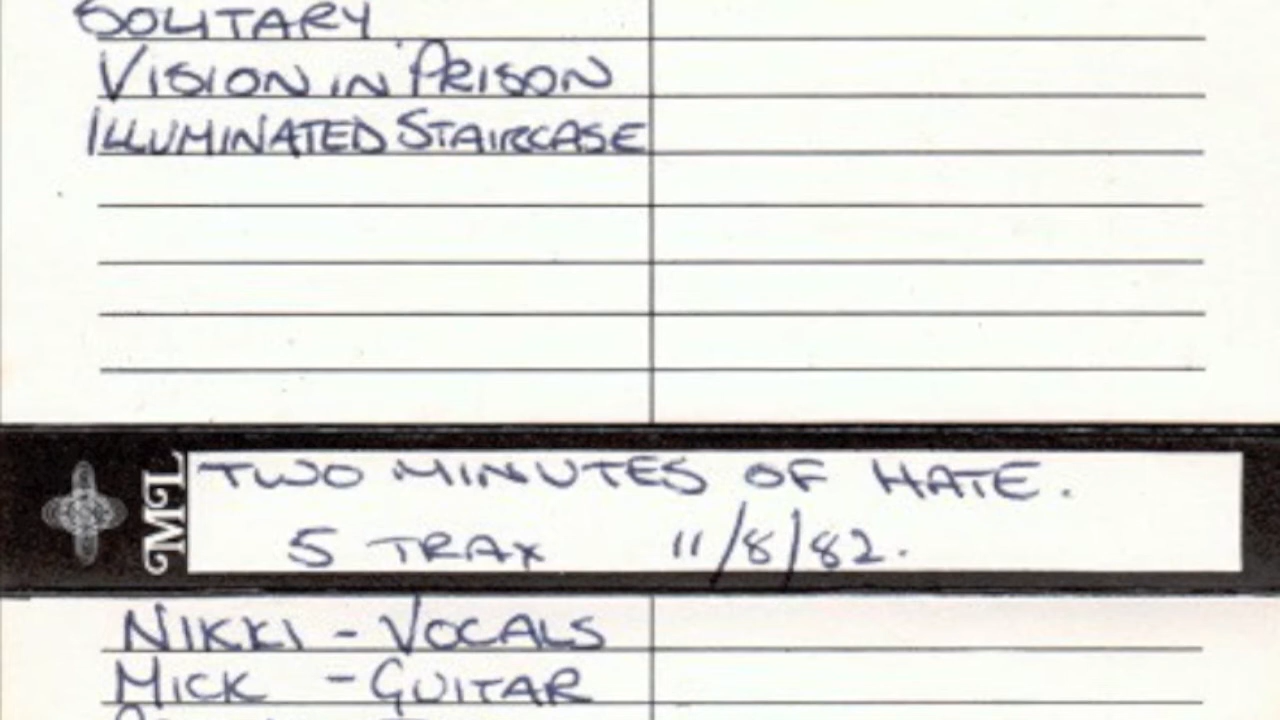 SOLITARY
VISION IN PRISON
ILLUMINATED STAIRCASE
ML
TWO MINUTES OF HATE.
5 TRAX 11/8/82.
NIKKI - VOCALS
MICK - GUITAR